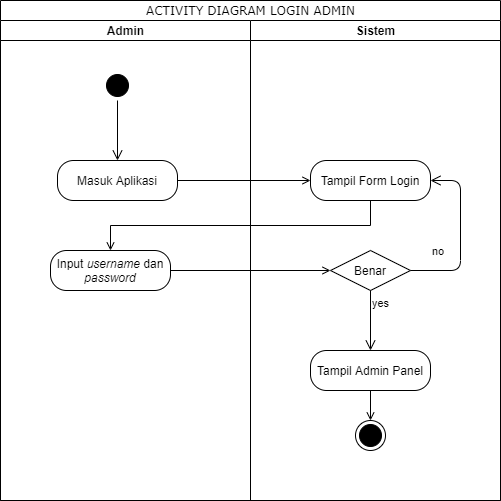 ACTIVITY DIAGRAM LOGIN ADMIN
Admin
Sistem
Masuk Aplikasi
Tampil Form Login
Input username dan
password
Benar
no
yes
Tampil Admin Panel